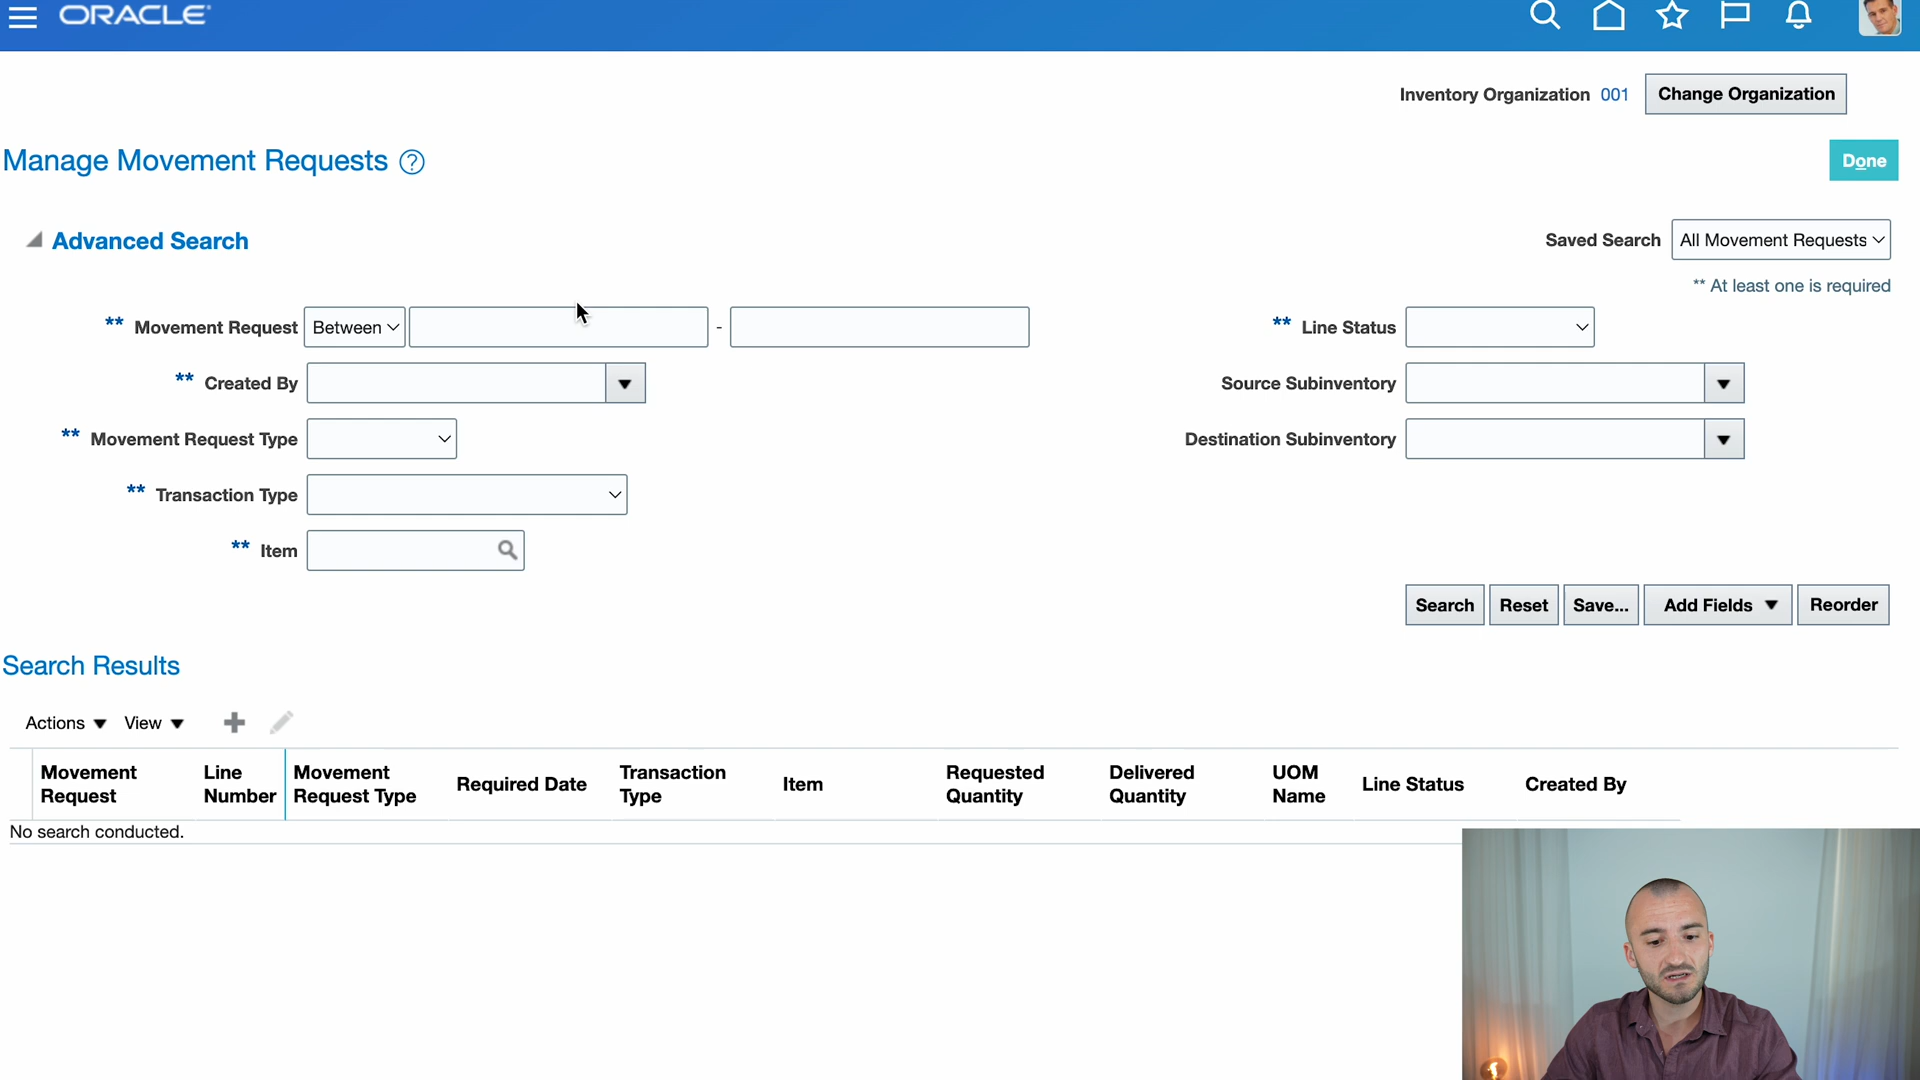 ORACLE
Inventory Organization 001 Change Organization
Manage Movement Requests ?
Done
Advanced Search
Saved Search All Movement Requests
** At least one is required
** Movement Request Between -
** Line Status
** Created By
Source Subinventory
** Movement Request Type
Destination Subinventory
** Transaction Type
** Item
Search Reset Save... Add Fields Reorder
Search Results
Actions View
Movement Request
Line Number
Movement Request Type
Required Date
Transaction Type
Item
Requested Quantity
Delivered Quantity
UOM Name
Line Status
Created By
No search conducted.